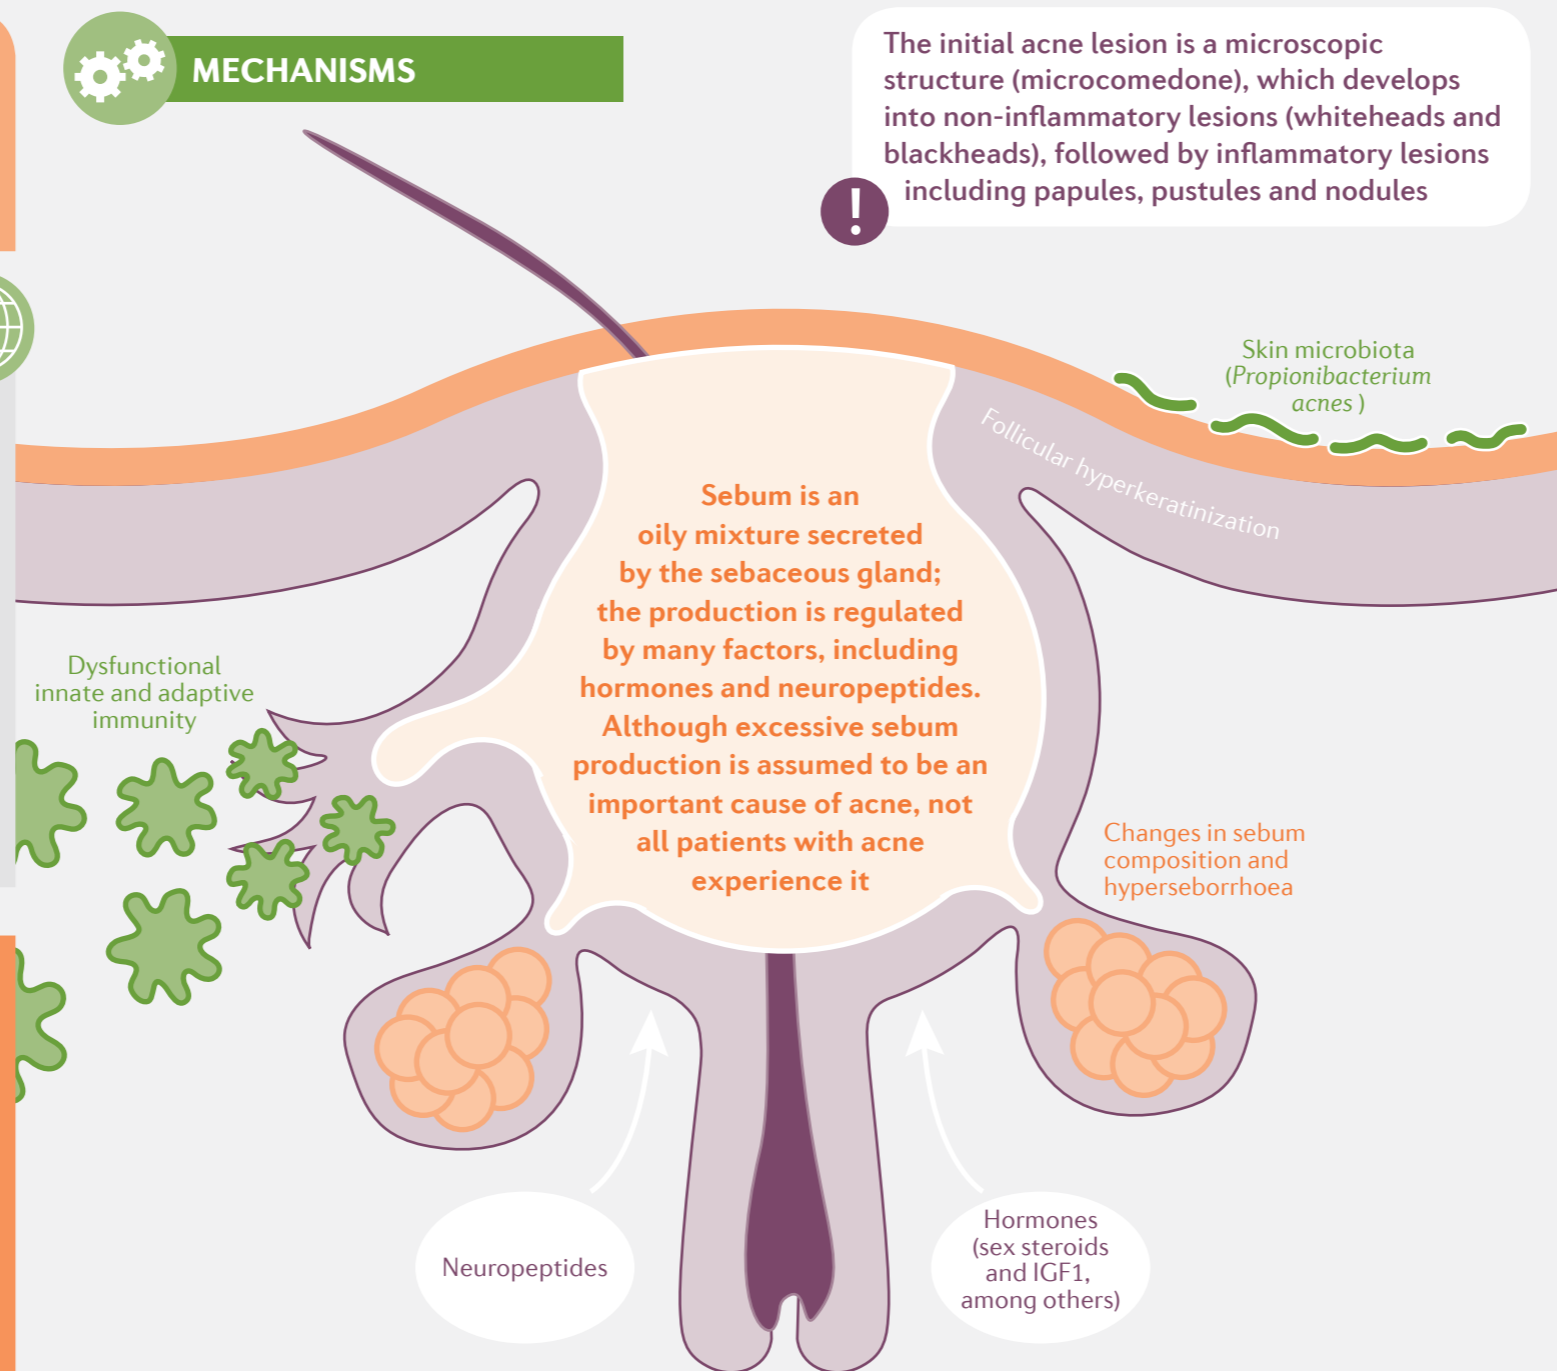 MECHANISMS
The initial acne lesion is a microscopic
structure (microcomedone), which develops
into non-inflammatory lesions (whiteheads and
blackheads), followed by inflammatory lesions
including papules, pustules and nodules
!
Skin microbiota
(Propionibacterium
acnes )
Follicular hyperkeratinization
Sebum is an
oily mixture secreted
by the sebaceous gland;
the production is regulated
by many factors, including
hormones and neuropeptides.
Although excessive sebum
production is assumed to be an
important cause of acne, not
all patients with acne
experience it
Dysfunctional
innate and adaptive
immunity
Changes in sebum
composition and
hyperseborrhoea
Neuropeptides
Hormones
(sex steroids
and IGF1,
among others)